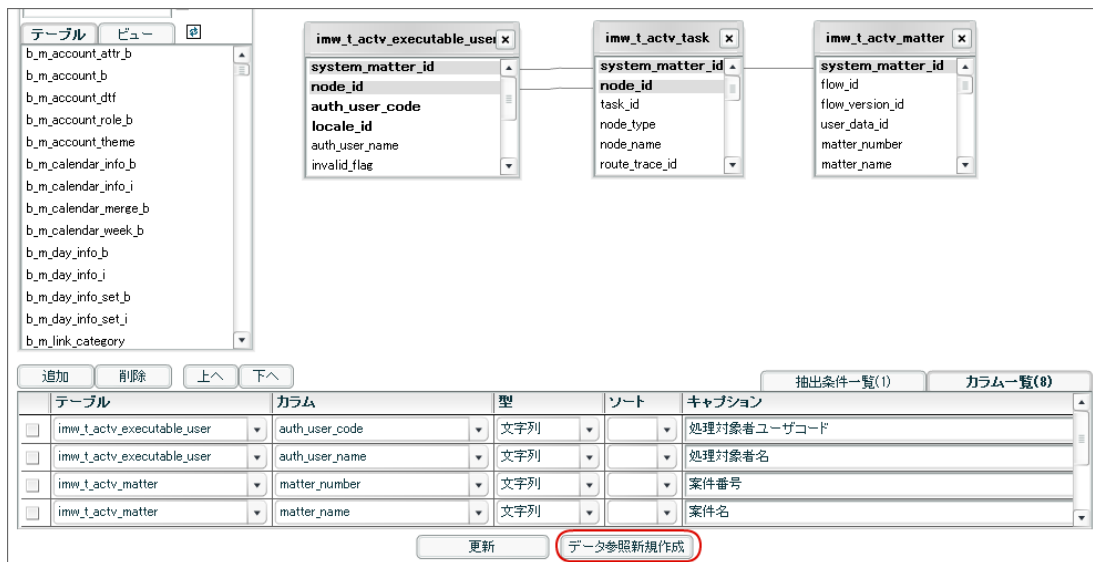 テーブル ビュー
b_m_account_attr_b
b_m_account_b
b_m_account_dtf
b_m_account_role_b
b_m_account_theme
b_m_calendar_info_b
b_m_calendar_info_i
b_m_calendar_merge_b
b_m_calendar_week_b
b_m_day_info_b
b_m_day_info_i
b_m_day_info_set_b
b_m_day_info_set_i
b_m_link_category
imw_t_actv_executable_user
system_matter_id
node_id
auth_user_code
locale_id
auth_user_name
invalid_flag
imw_t_actv_task
system_matter_id
node_id
task_id
node_type
node_name
route_trace_id
imw_t_actv_matter
system_matter_id
flow_id
flow_version_id
user_data_id
matter_number
matter_name
追加 削除 上へ 下へ 抽出条件一覧(1) カラム一覧(8)
テーブル カラム 型 ソート キャプション
imw_t_actv_executable_user auth_user_code 文字列 処理対象者ユーザコード
imw_t_actv_executable_user auth_user_name 文字列 処理対象者名
imw_t_actv_matter matter_number 文字列 案件番号
imw_t_actv_matter matter_name 文字列 案件名
更新 データ参照新規作成